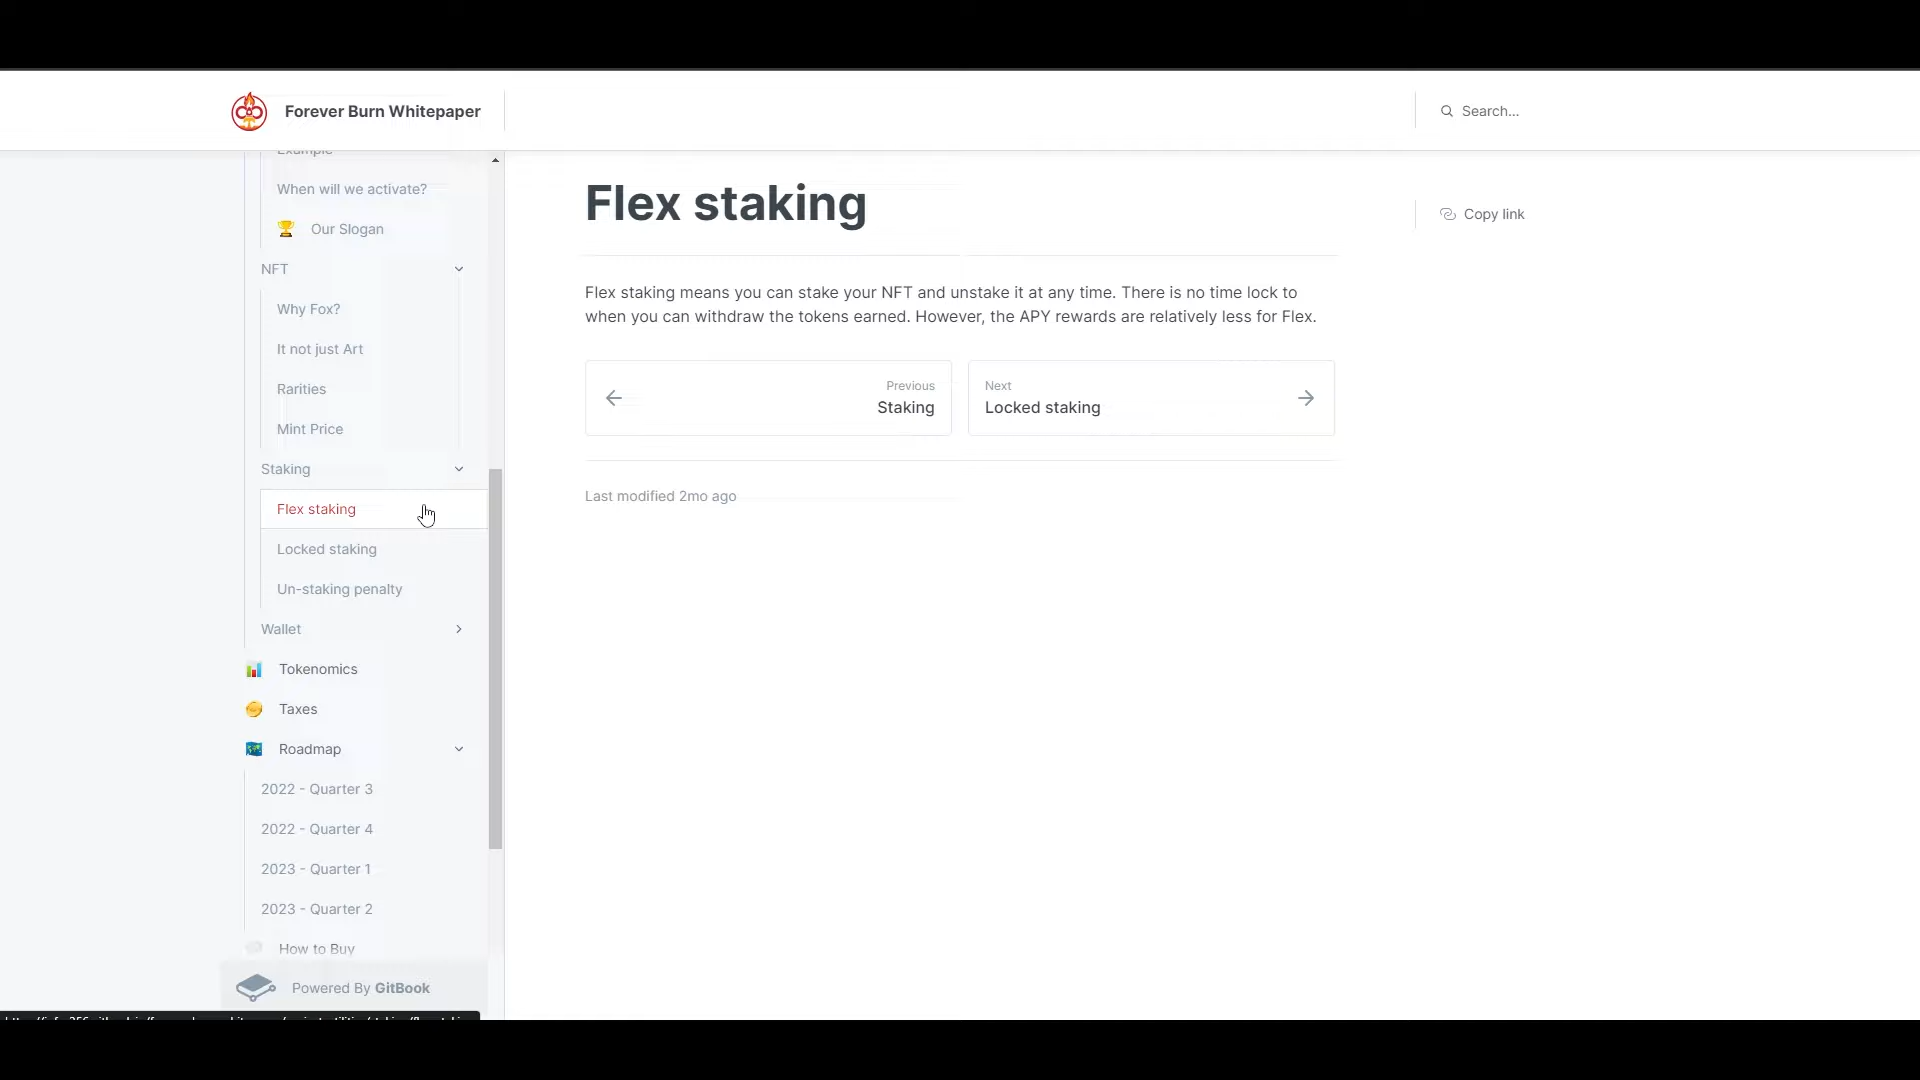 Forever Burn Whitepaper
Search...
Example
When will we activate?
Our Slogan
NFT
Why Fox?
It not just Art
Rarities
Mint Price
Staking
Flex staking
Locked staking
Un-staking penalty
Wallet
Tokenomics
Taxes
Roadmap
2022 - Quarter 3
2022 - Quarter 4
2023 - Quarter 1
2023 - Quarter 2
How to Buy
Powered By GitBook
Flex staking
Copy link
Flex staking means you can stake your NFT and unstake it at any time. There is no time lock to
when you can withdraw the tokens earned. However, the APY rewards are relatively less for Flex.
Previous
Staking
Next
Locked staking
Last modified 2mo ago